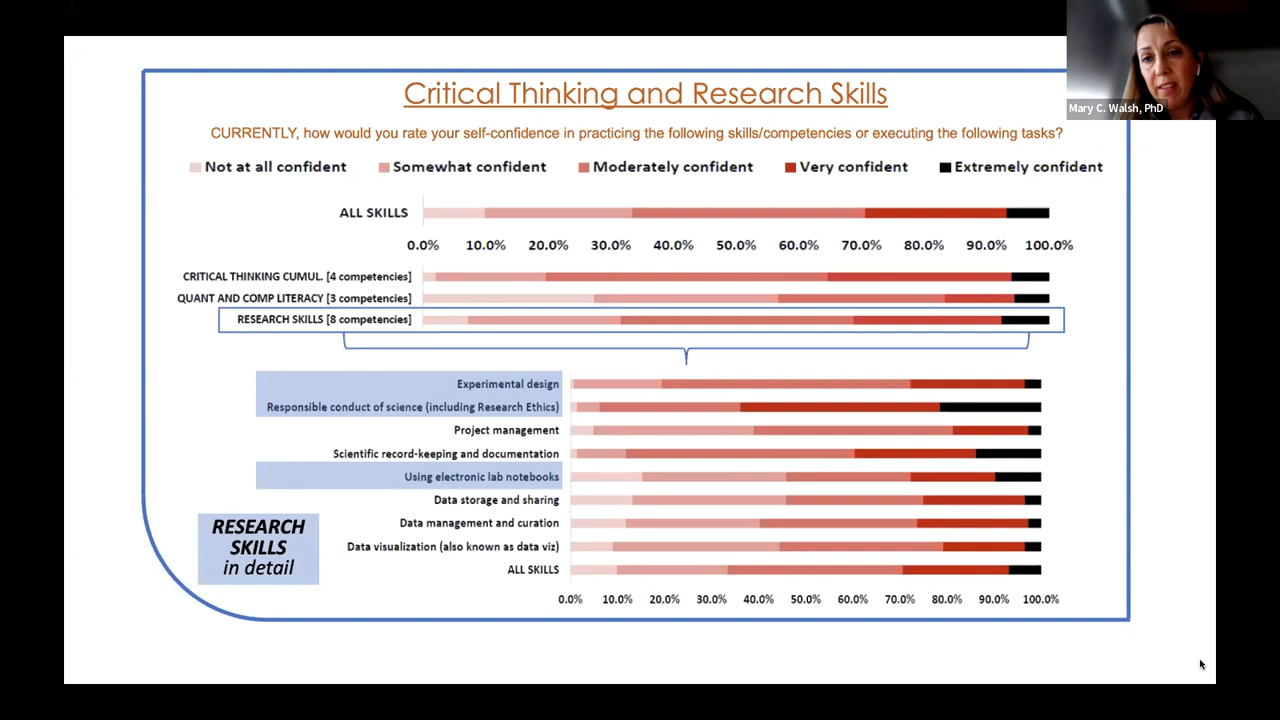 Critical Thinking and Research Skills
Mary C. Walsh, PhD
CURRENTLY, how would you rate your self-confidence in practicing the following skills/competencies or executing the following tasks?
Not at all confident Somewhat confident Moderately confident Very confident Extremely confident
ALL SKILLS
0.0% 10.0% 20.0% 30.0% 40.0% 50.0% 60.0% 70.0% 80.0% 90.0% 100.0%
CRITICAL THINKING CUMUL. [4 competencies]
QUANT AND COMP LITERACY [3 competencies]
RESEARCH SKILLS [8 competencies]
Experimental design
Responsible conduct of science (including Research Ethics)
Project management
Scientific record-keeping and documentation
Using electronic lab notebooks
Data storage and sharing
Data management and curation
Data visualization (also known as data viz)
ALL SKILLS
0.0% 10.0% 20.0% 30.0% 40.0% 50.0% 60.0% 70.0% 80.0% 90.0% 100.0%
RESEARCH
SKILLS
in detail